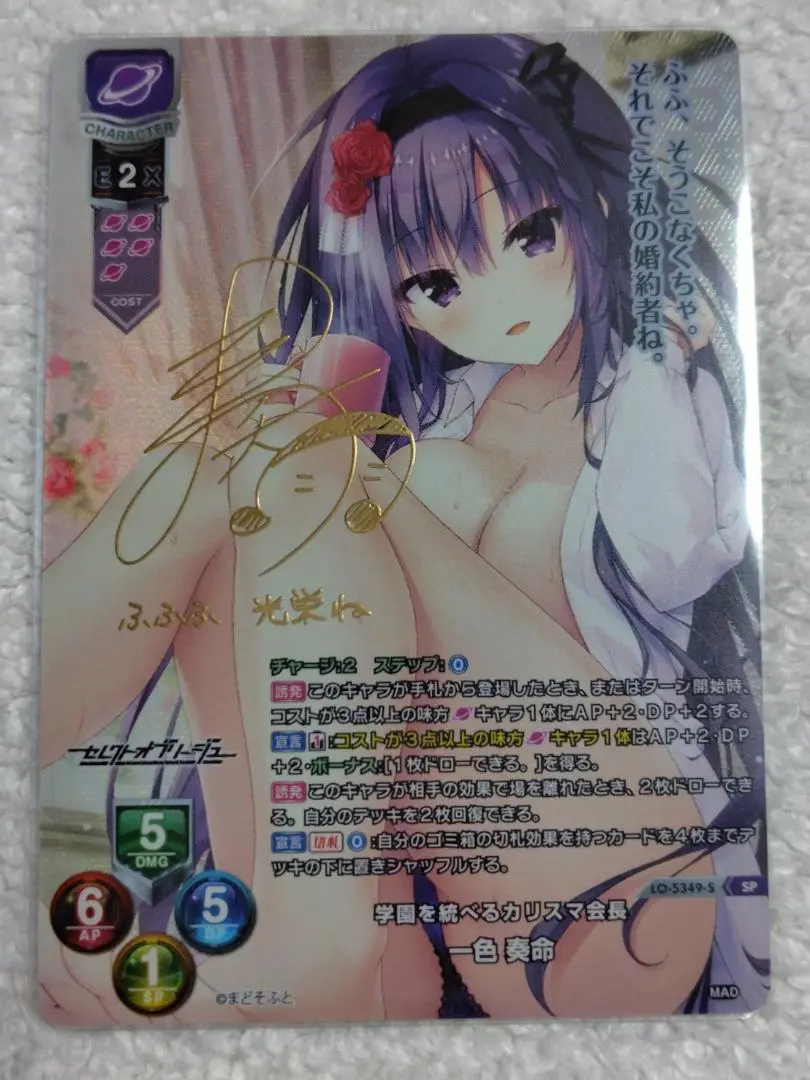 CHARACTER
E 2 X
COST
ふふ、そうこなくちゃ。
それでこそ私の婚約者ね。
ふふふ 光栄ね
チャージ:2 ステップ:0
誘発 このキャラが手札から登場したとき、またはターン開始時、
コストが3点以上の味方 キャラ1体にAP+2・DP+2する。
宣言 :コストが3点以上の味方 キャラ1体はAP+2・DP
+2・ボーナス:[1枚ドローできる。]を得る。
誘発 このキャラが相手の効果で場を離れたとき、2枚ドローでき
る。自分のデッキを2枚回復できる。
宣言 切札 0:自分のゴミ箱の切札効果を持つカードを4枚までデ
ッキの下に置きシャッフルする。
セレクトオブリージュ
5
DMG
6
AP
5
DP
1
SP
LO-5349-S SP
学園を統べるカリスマ会長
一色 奏命
©まどそふと
MAD